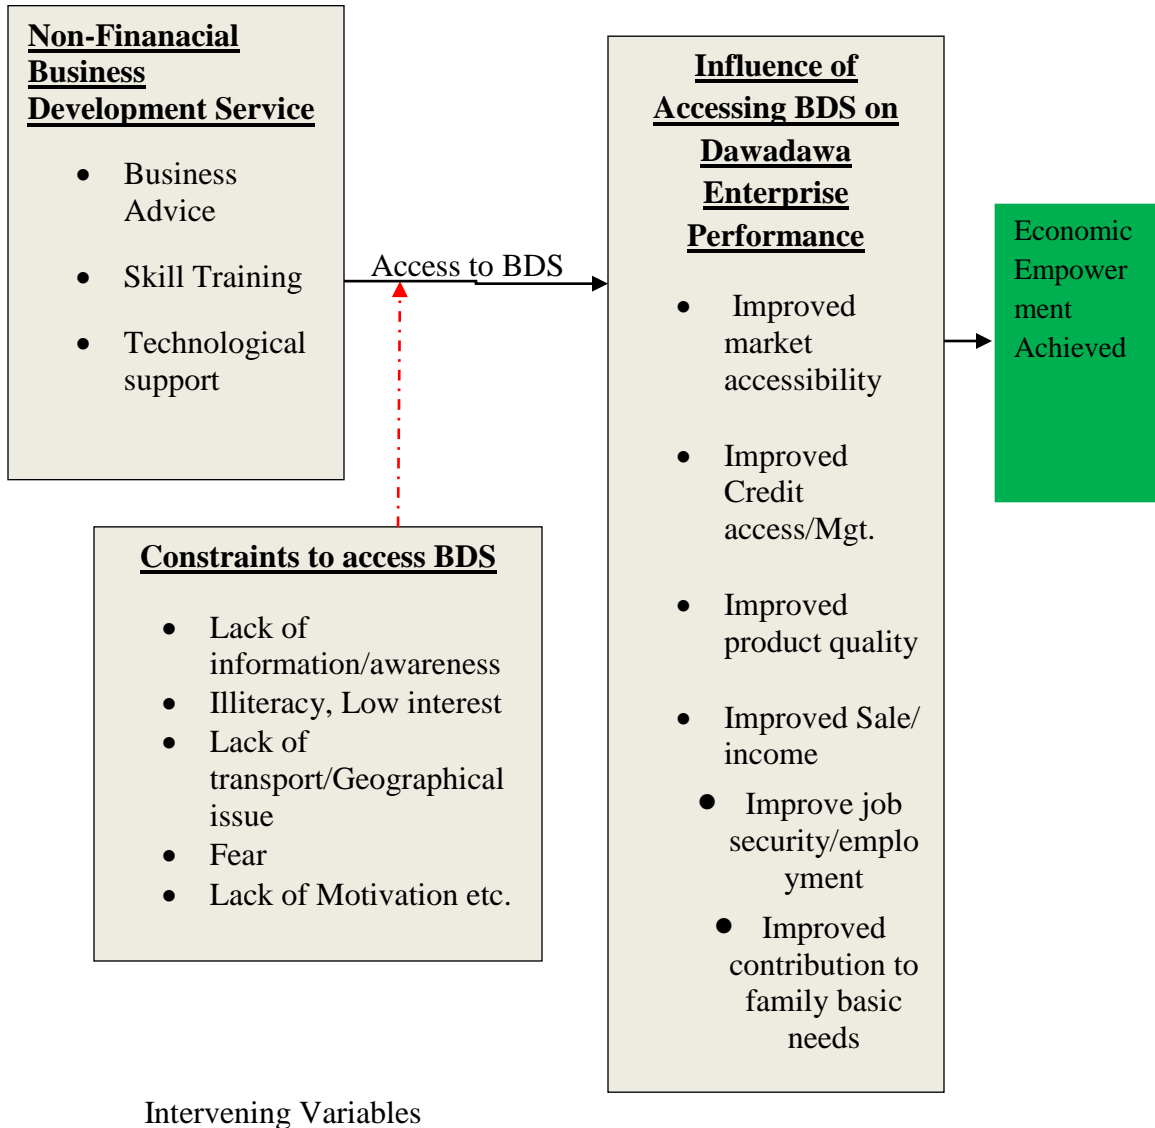 Non-Finanacial
Business
Development Service
• Business
Advice
• Skill Training
• Technological
support
Access to BDS
Constraints to access BDS
• Lack of
information/awareness
• Illiteracy, Low interest
• Lack of
transport/Geographical
issue
• Fear
• Lack of Motivation etc.
Intervening Variables
Influence of
Accessing BDS on
Dawadawa
Enterprise
Performance
• Improved
market
accessibility
• Improved
Credit
access/Mgt.
• Improved
product quality
• Improved Sale/
income
• Improve job
security/emplo
yment
• Improved
contribution to
family basic
needs
Economic
Empower
ment
Achieved